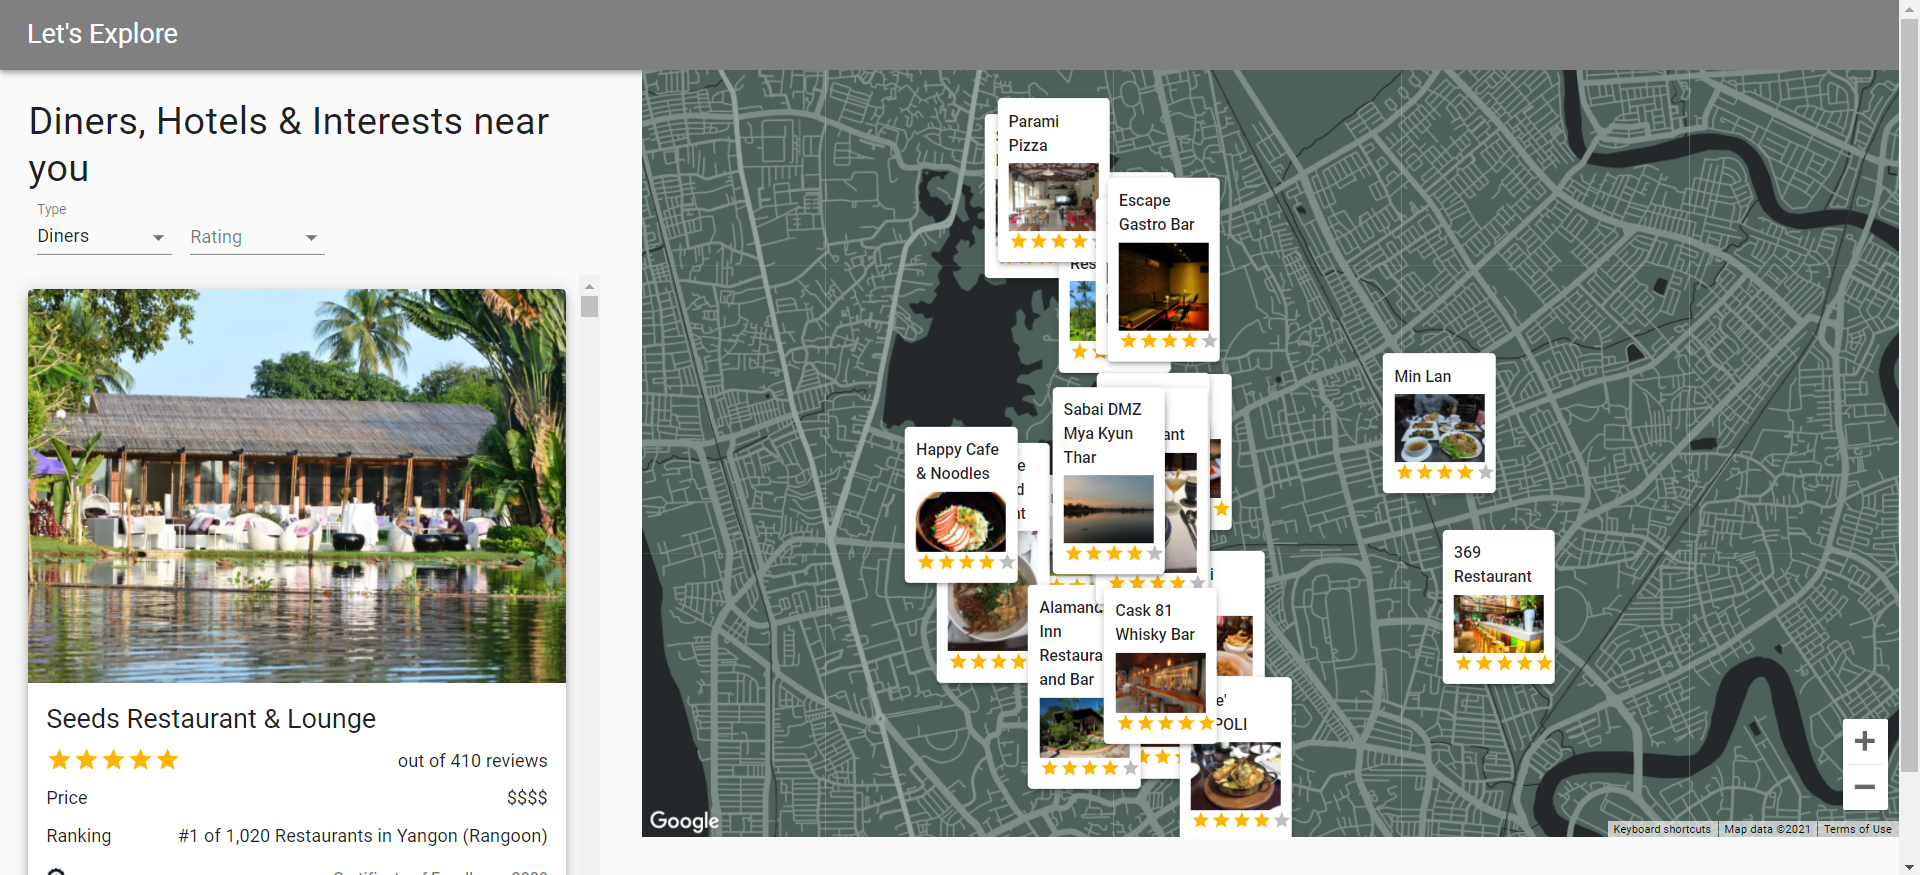 Let's Explore
Diners, Hotels & Interests near
you
Type
Diners
Rating
Seeds Restaurant & Lounge
out of 410 reviews
Price
$$$$
Ranking
#1 of 1,020 Restaurants in Yangon (Rangoon)
Parami
Pizza
Res
Escape
Gastro Bar
Min Lan
Sabai DMZ
Mya Kyun
Thar
ant
Happy Cafe
& Noodles
e
d
nt
369
Restaurant
i
Alamanc
Inn
Restaura
and Bar
Cask 81
Whisky Bar
e'
POLI
Google
Keyboard shortcuts
Map data ©2021
Terms of Use